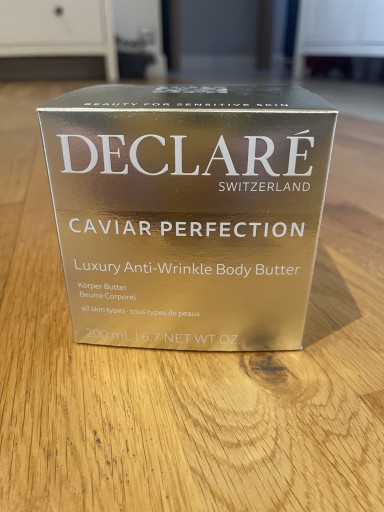 BEAUTY FOR SENSITIVE SKIN
DECLARÉ
SWITZERLAND
CAVIAR PERFECTION
Luxury Anti-Wrinkle Body Butter
Körper Butter
Beurre Corporel
all skin types · tous types de peaux
200 mL | 6.7 NET WT.OZ.